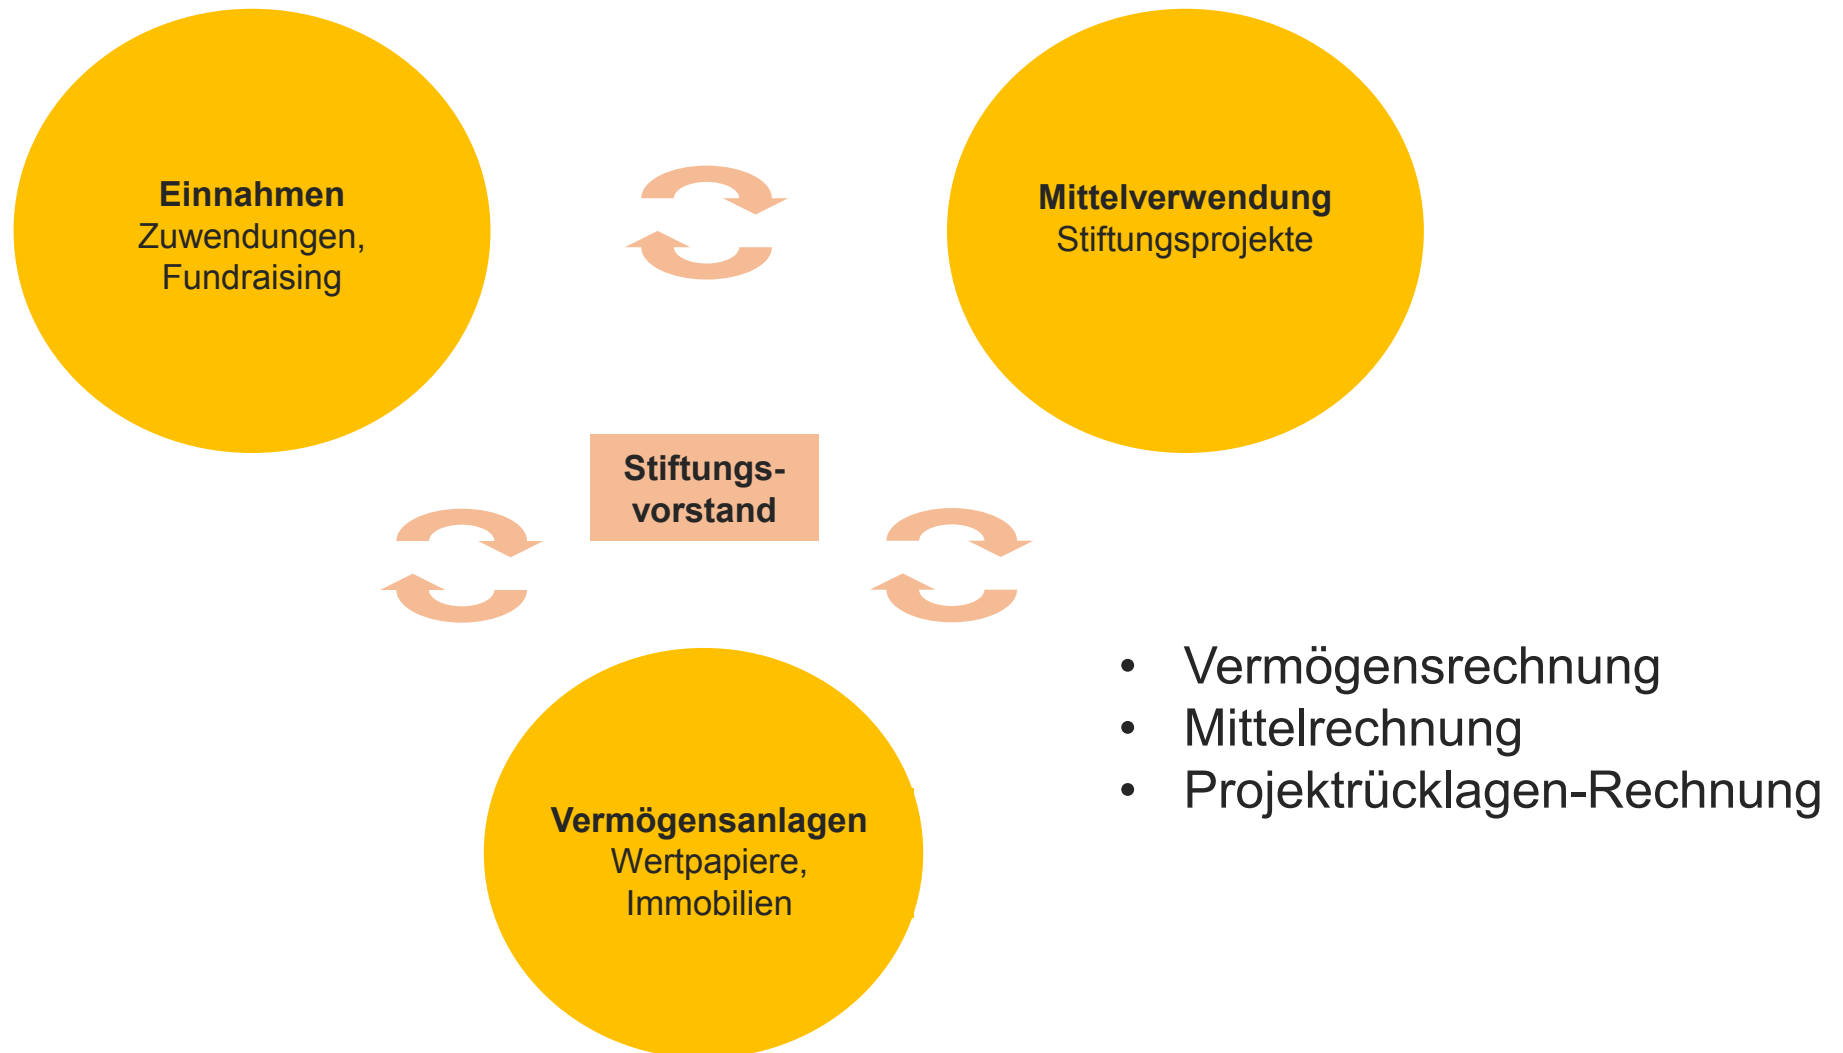 Einnahmen
Zuwendungen,
Fundraising
Mittelverwendung
Stiftungsprojekte
Stiftungs-
vorstand
Vermögensanlagen
Wertpapiere,
Immobilien
• Vermögensrechnung
• Mittelrechnung
• Projektrücklagen-Rechnung